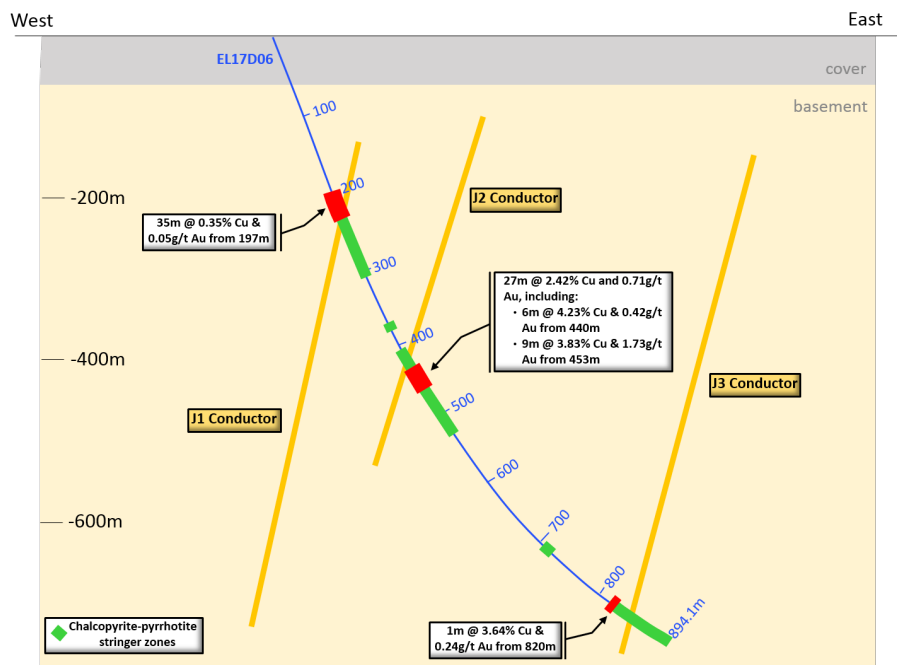 West
East
EL17D06
cover
basement
100
-200m
200
J2 Conductor
35m @ 0.35% Cu &
0.05g/t Au from 197m
300
27m @ 2.42% Cu and 0.71g/t
Au, including:
• 6m @ 4.23% Cu & 0.42g/t
Au from 440m
• 9m @ 3.83% Cu & 1.73g/t
Au from 453m
400
-400m
J3 Conductor
500
J1 Conductor
600
-600m
700
800
894.1m
Chalcopyrite-pyrrhotite
stringer zones
1m @ 3.64% Cu &
0.24g/t Au from 820m